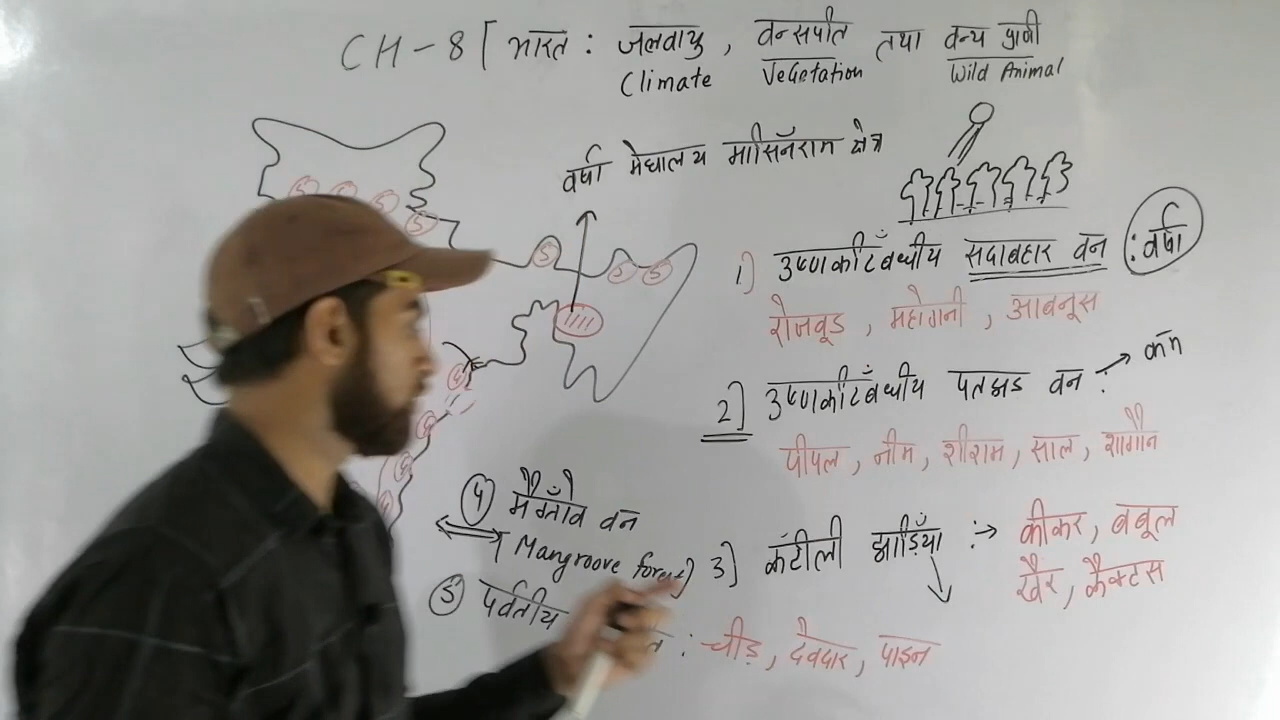 CH - 8 [ भारत : जलवायु , वनस्पति तथा वन्य प्राणी
Climate Vegetation Wild Animal
वर्षा मेघालय मासिनॅराम क्षेत्र
1) उष्णकटिबंधीय सदाबहार वन : वर्षा
रोजवूड , महोगनी , आबनूस
2] उष्णकटिबंधीय पतझड वन : → कम
पीपल , नीम , शीशम , साल , शागौन
④ मैंग्रोव वन
[ Mangroove forest ]
3] कंटीली झाड़ियाँ : → कीकर , बबूल
खैर , कैक्टस
⑤ पर्वतीय : चीड़ , देवदार , पाइन